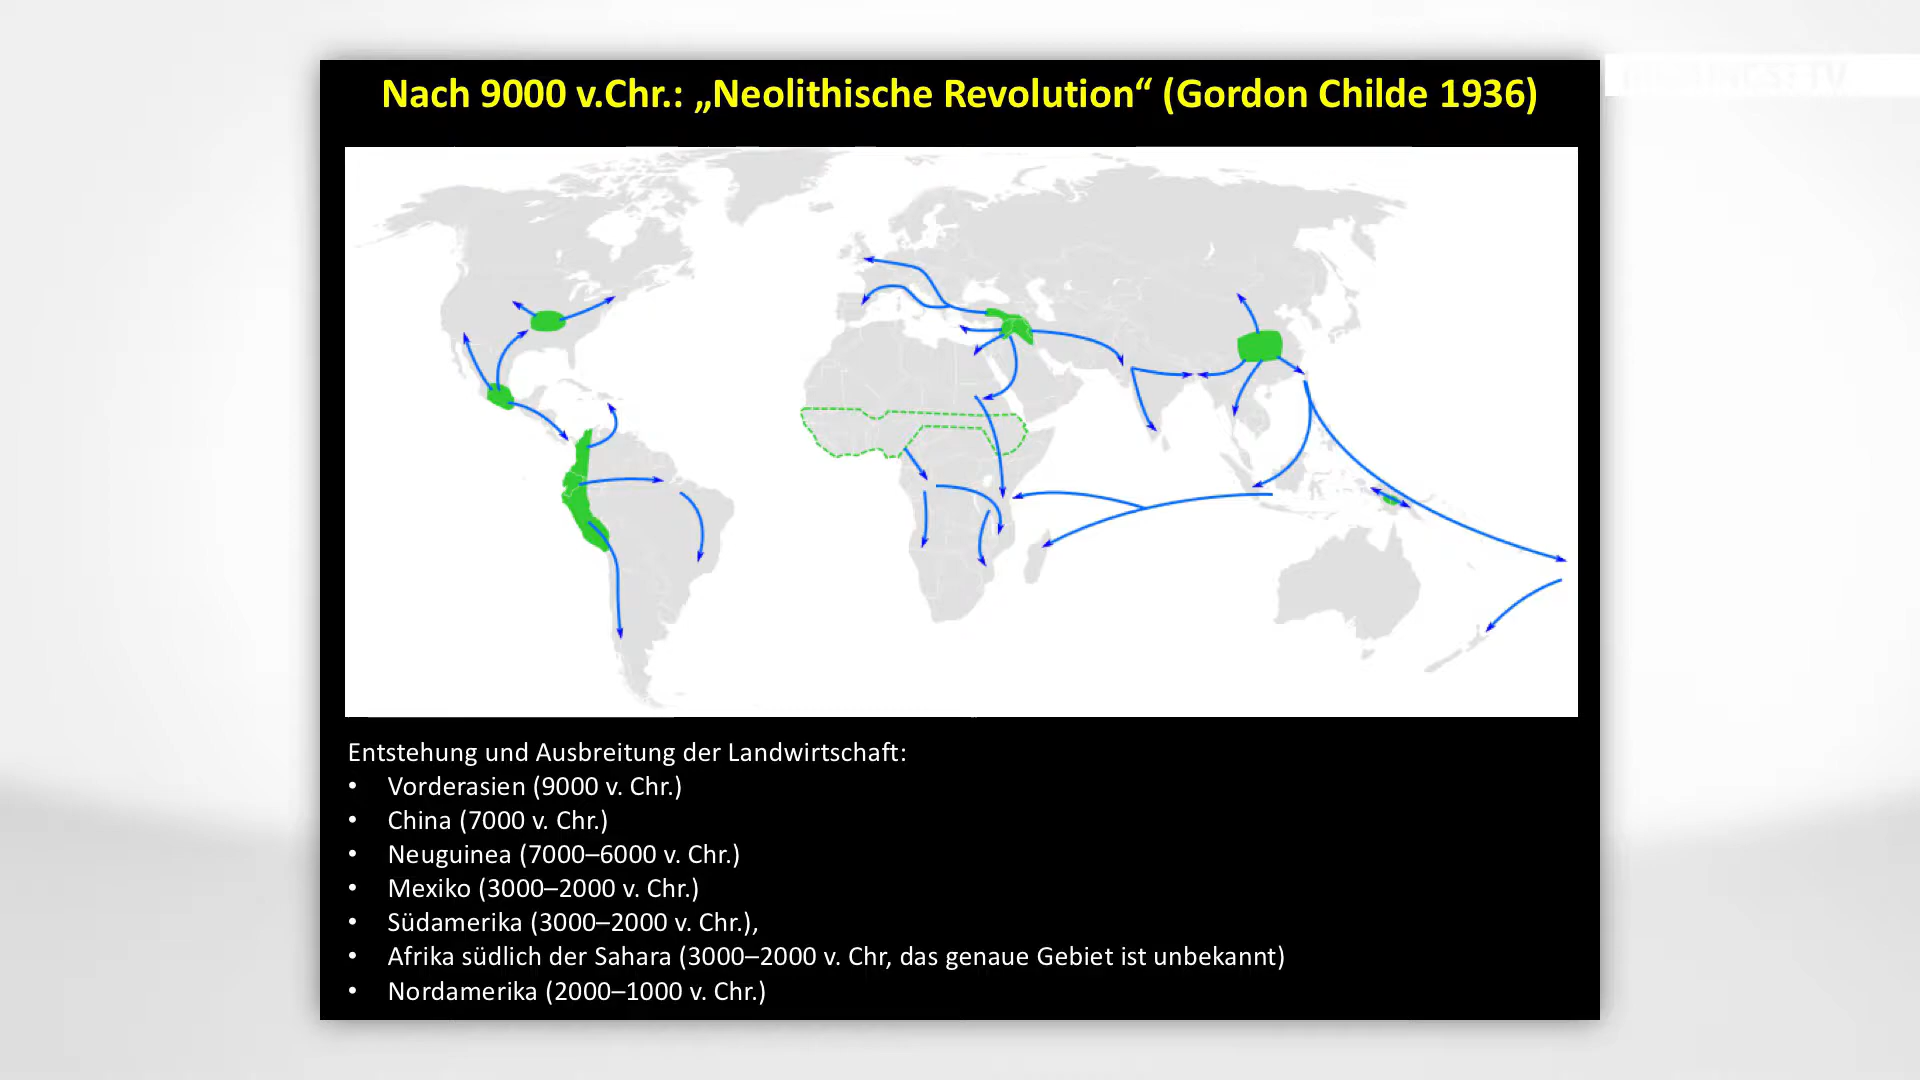 Nach 9000 v.Chr.: „Neolithische Revolution“ (Gordon Childe 1936)
Entstehung und Ausbreitung der Landwirtschaft:
• Vorderasien (9000 v. Chr.)
• China (7000 v. Chr.)
• Neuguinea (7000–6000 v. Chr.)
• Mexiko (3000–2000 v. Chr.)
• Südamerika (3000–2000 v. Chr.),
• Afrika südlich der Sahara (3000–2000 v. Chr, das genaue Gebiet ist unbekannt)
• Nordamerika (2000–1000 v. Chr.)